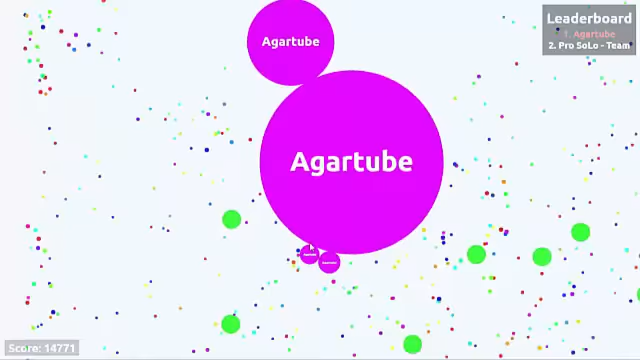 Agartube
Leaderboard
1. Agartube
2. Pro SoLo - Team
Agartube
Score: 14771